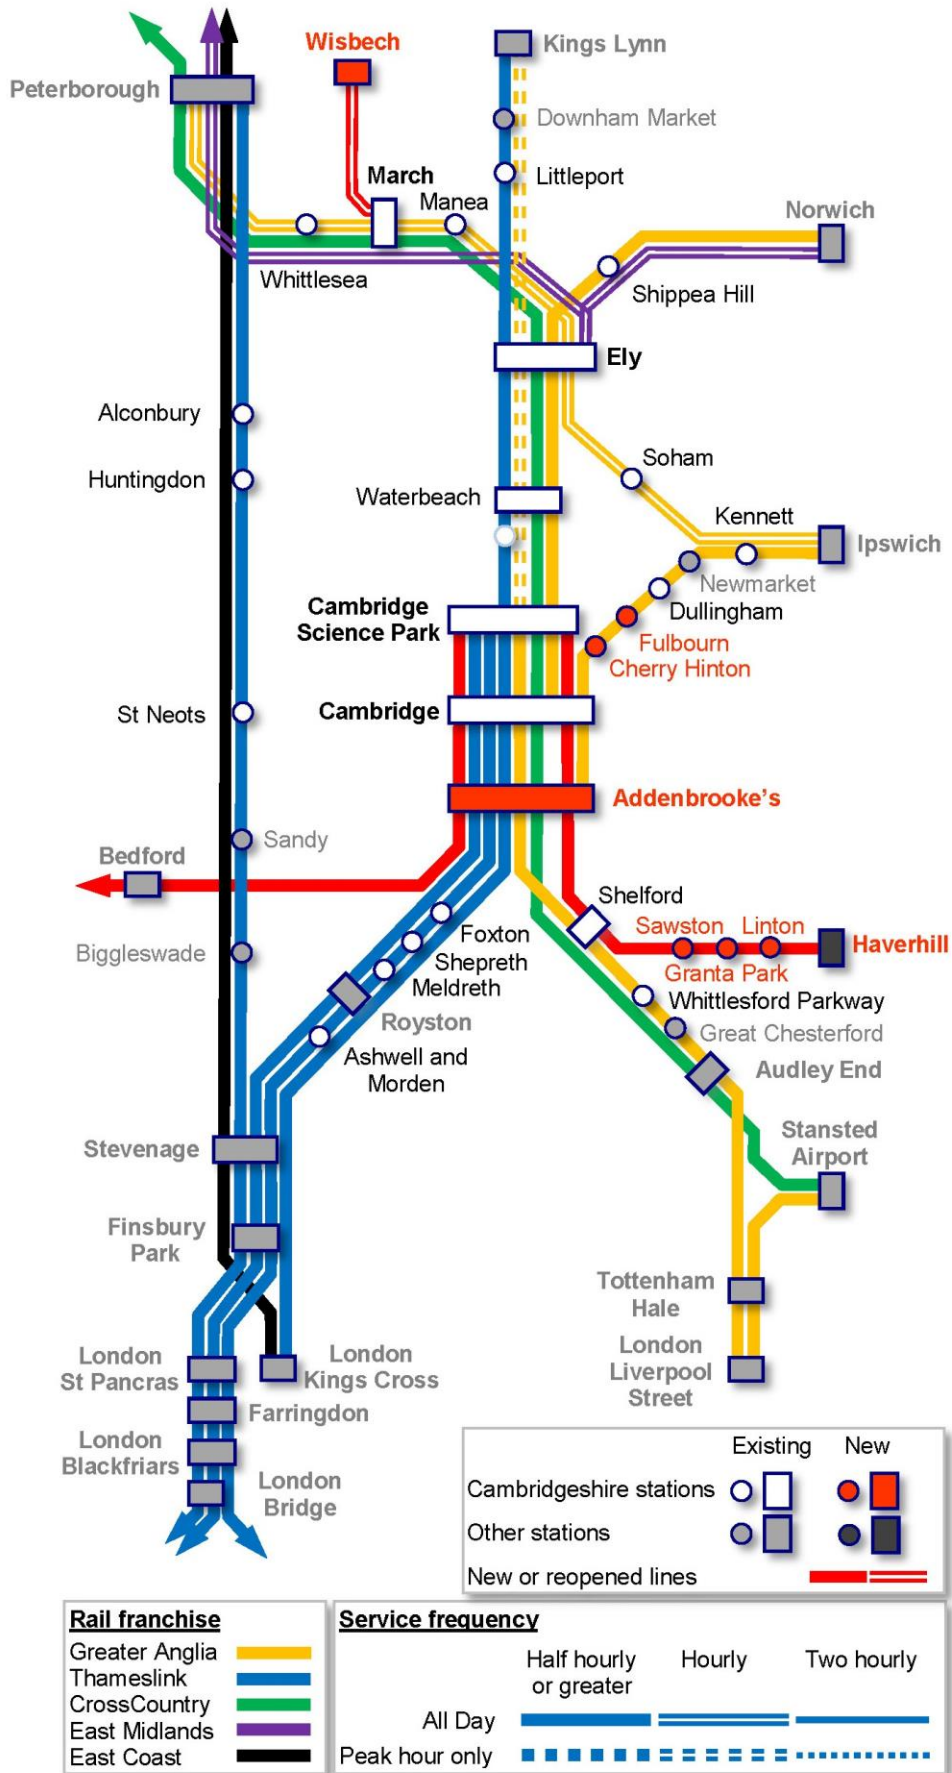 Wisbech
Kings Lynn
Peterborough
Downham Market
March
Littleport
Manea
Norwich
Whittlesea
Shippea Hill
Ely
Alconbury
Soham
Huntingdon
Waterbeach
Kennett
Ipswich
Newmarket
Cambridge
Science Park
Dullingham
Fulbourn
Cherry Hinton
St Neots
Cambridge
Addenbrooke's
Sandy
Bedford
Shelford
Sawston
Linton
Foxton
Biggleswade
Haverhill
Shepreth
Granta Park
Meldreth
Whittlesford Parkway
Royston
Great Chesterford
Ashwell and
Morden
Audley End
Stevenage
Stansted
Airport
Finsbury
Park
Tottenham
Hale
London
St Pancras
London
Kings Cross
London
Liverpool
Street
Farringdon
London
Blackfriars
London
Bridge
Existing New
Cambridgeshire stations
Other stations
New or reopened lines
Rail franchise
Greater Anglia
Thameslink
CrossCountry
East Midlands
East Coast
Service frequency
Half hourly
or greater
Hourly
Two hourly
All Day
Peak hour only